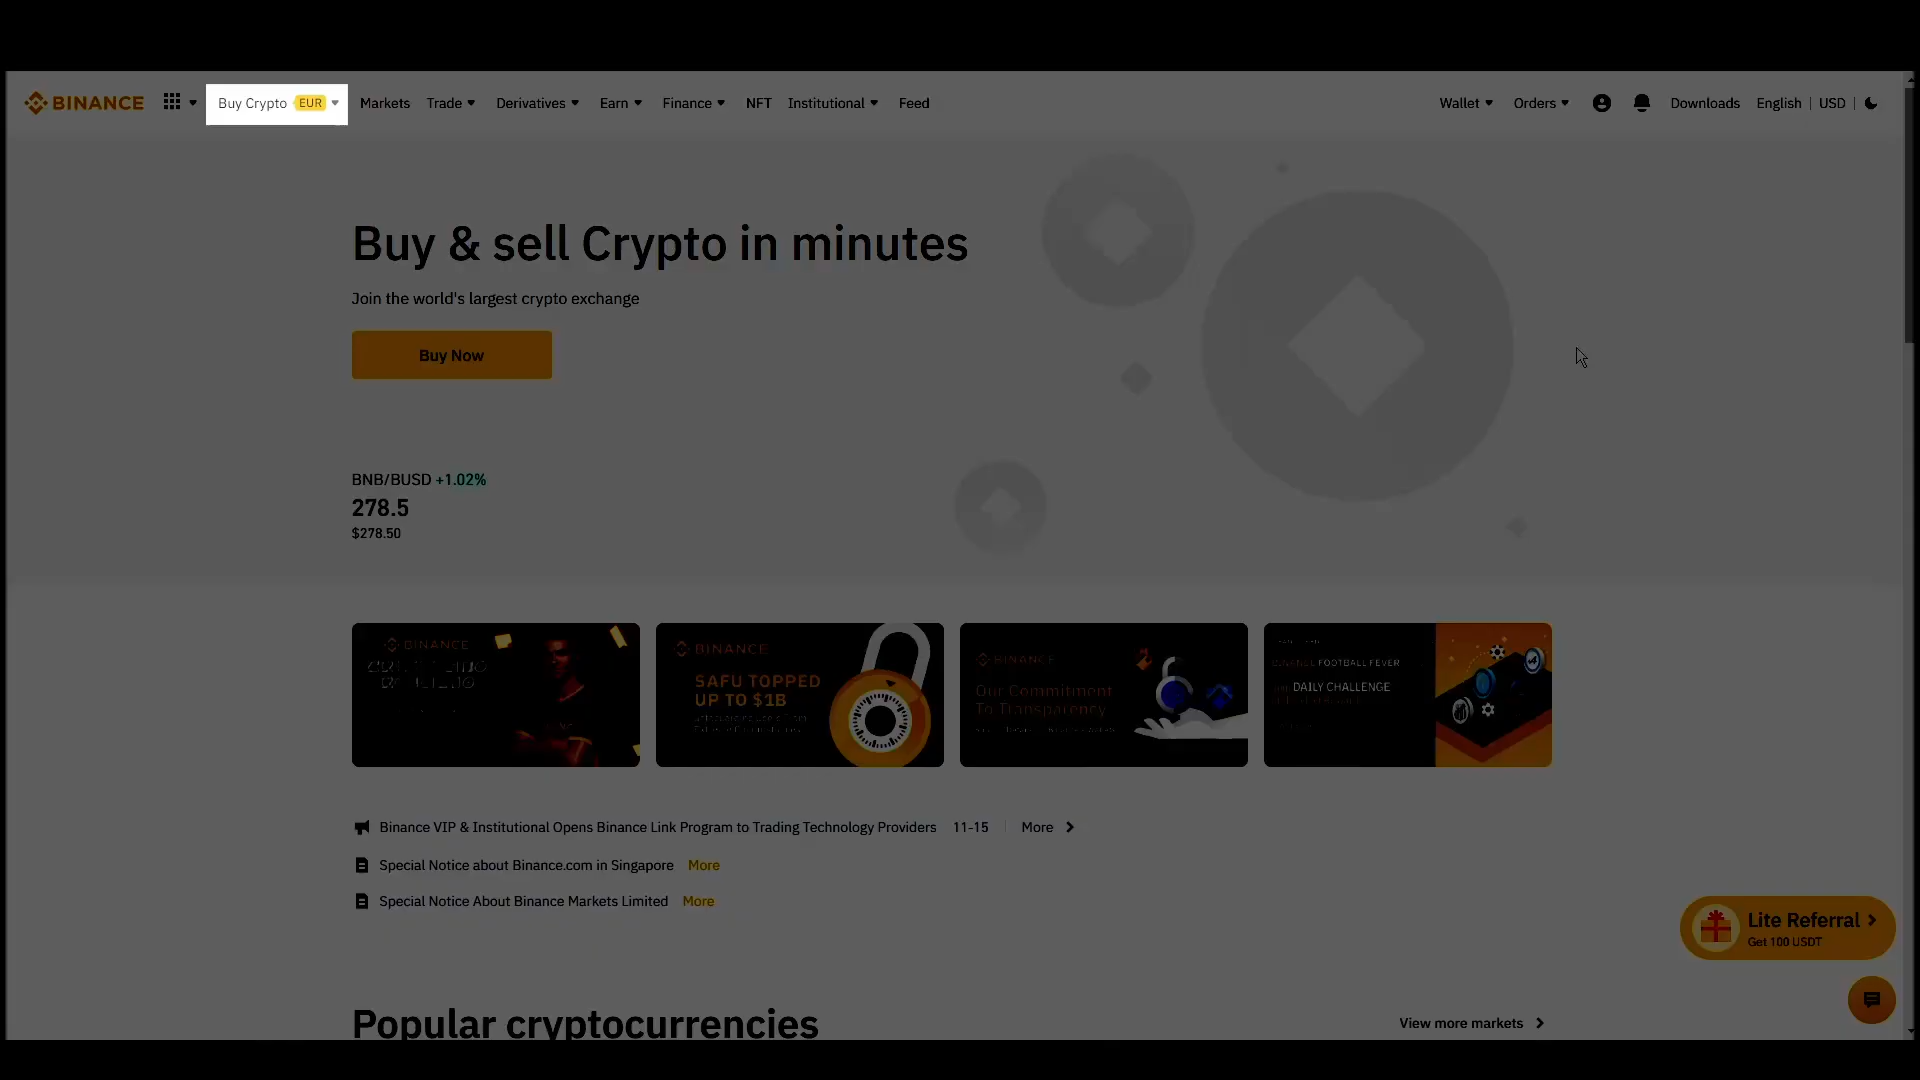 BINANCE
Buy Crypto EUR
Markets
Trade
Derivatives
Earn
Finance
NFT
Institutional
Feed
Wallet
Orders
Downloads
English
USD
Buy & sell Crypto in minutes
Join the world's largest crypto exchange
Buy Now
BNB/BUSD +1.02%
278.5
$278.50
BINANCE
BINANCE
SAFU TOPPED
UP TO $1B
BINANCE
Our Commitment
To Transparency
FOOTBALL FEVER
DAILY CHALLENGE
Binance VIP & Institutional Opens Binance Link Program to Trading Technology Providers 11-15 More
Special Notice about Binance.com in Singapore More
Special Notice About Binance Markets Limited More
Lite Referral
Get 100 USDT
Popular cryptocurrencies
View more markets